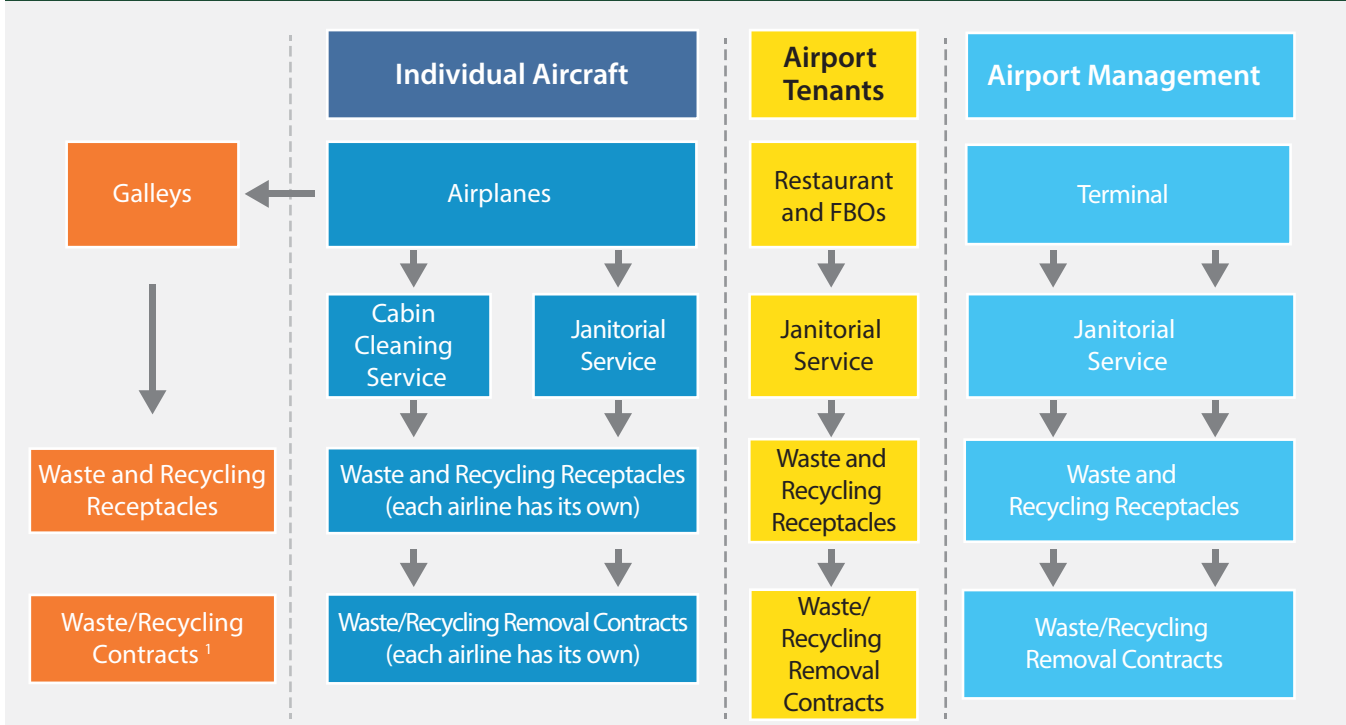 Individual Aircraft
Airport
Tenants
Airport Management
Galleys
Airplanes
Restaurant
and FBOs
Terminal
Cabin
Cleaning
Service
Janitorial
Service
Janitorial
Service
Janitorial
Service
Waste and Recycling
Receptacles
Waste and Recycling Receptacles
(each airline has its own)
Waste and
Recycling
Receptacles
Waste and
Recycling Receptacles
Waste/Recycling
Contracts 1
Waste/Recycling Removal Contracts
(each airline has its own)
Waste/
Recycling
Removal
Contracts
Waste/Recycling
Removal Contracts